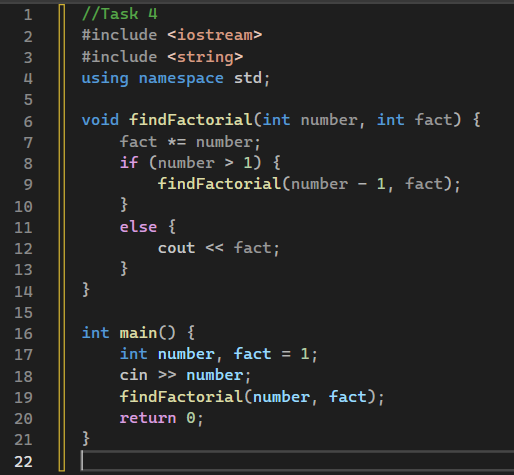 1 //Task 4
2 #include <iostream>
3 #include <string>
4 using namespace std;
5
6 void findFactorial(int number, int fact) {
7     fact *= number;
8     if (number > 1) {
9         findFactorial(number - 1, fact);
10     }
11     else {
12         cout << fact;
13     }
14 }
15
16 int main() {
17     int number, fact = 1;
18     cin >> number;
19     findFactorial(number, fact);
20     return 0;
21 }
22